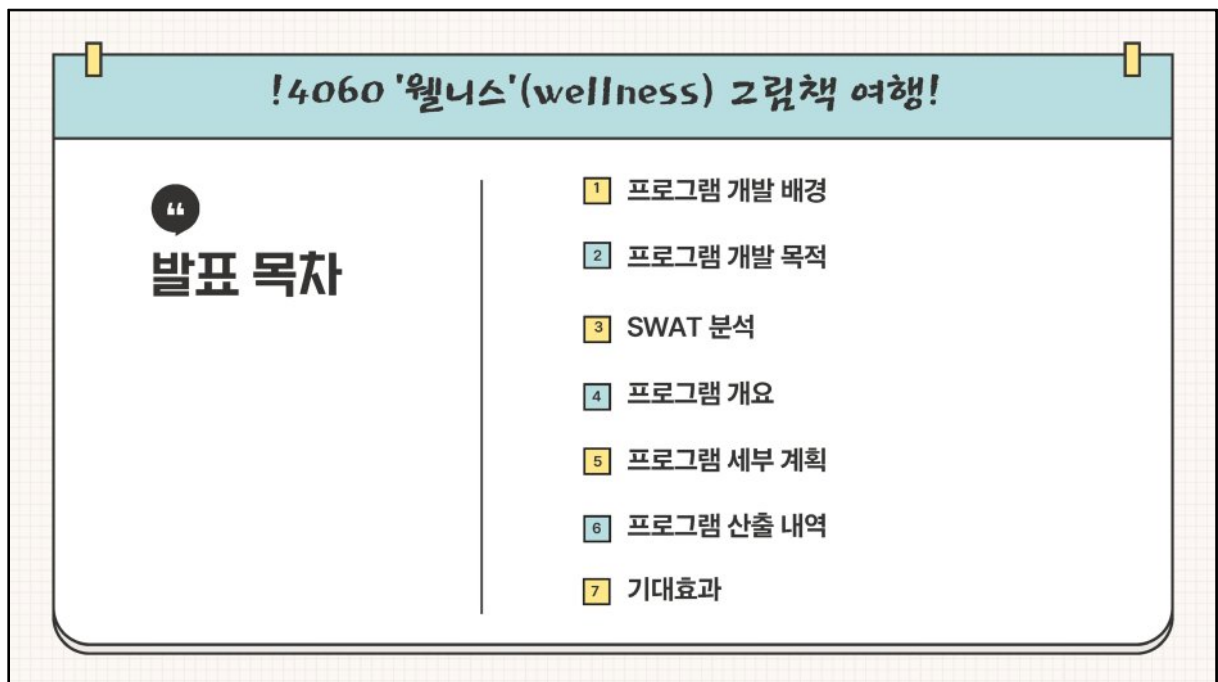 !4060 '웰니스'(wellness) 그림책 여행!
“
발표 목차
1 프로그램 개발 배경
2 프로그램 개발 목적
3 SWAT 분석
4 프로그램 개요
5 프로그램 세부 계획
6 프로그램 산출 내역
7 기대효과